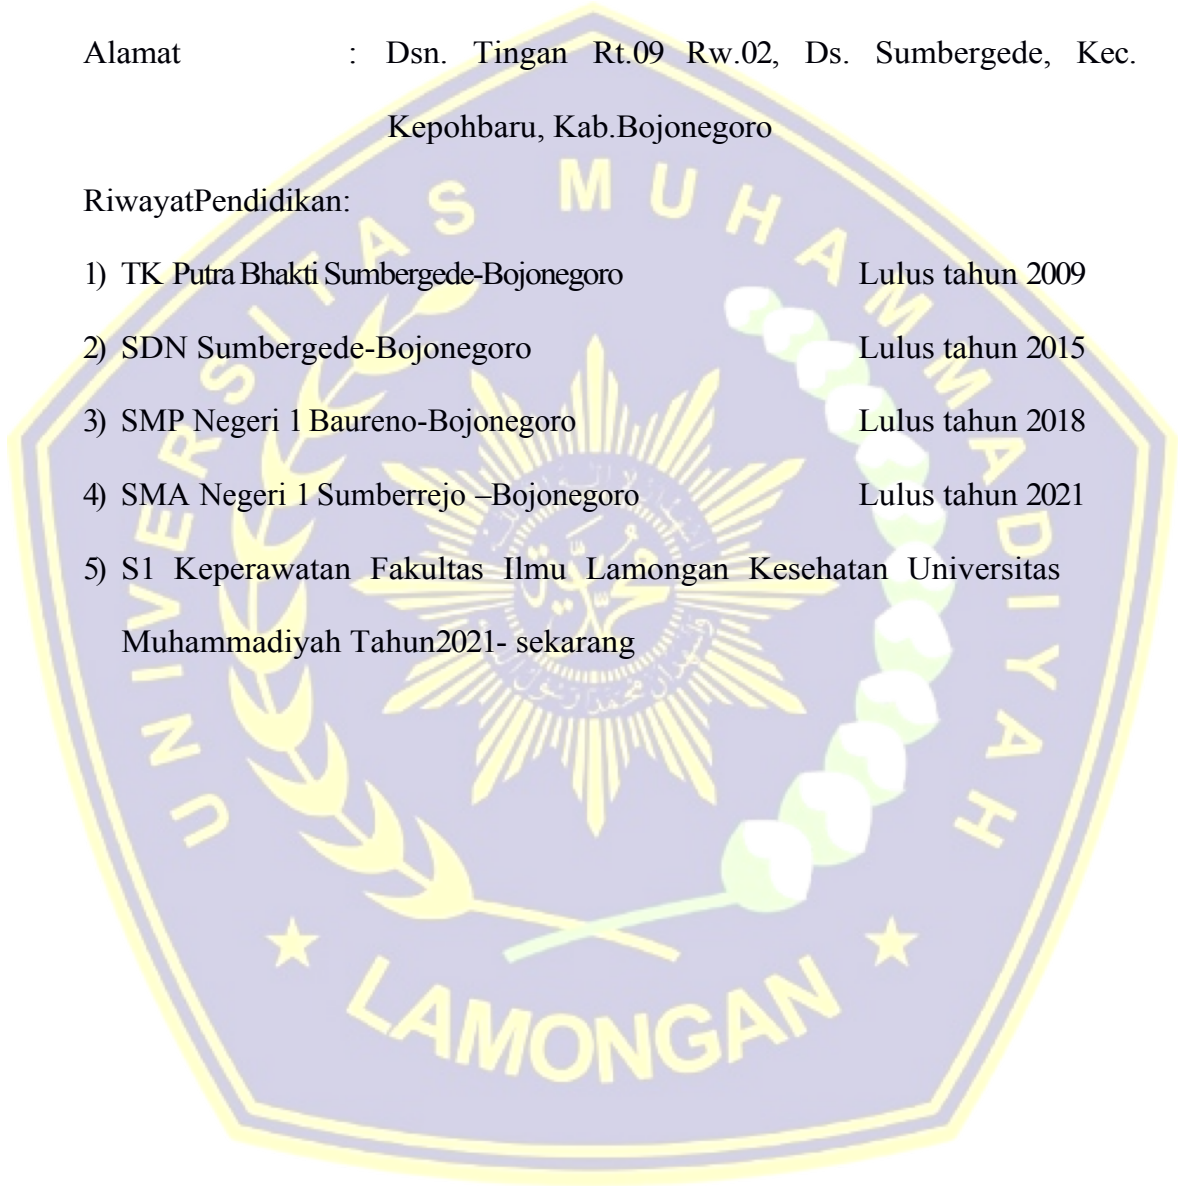 Alamat : Dsn. Tingan Rt.09 Rw.02, Ds. Sumbergede, Kec.
Kepohbaru, Kab.Bojonegoro
RiwayatPendidikan:
1) TK Putra Bhakti Sumbergede-Bojonegoro Lulus tahun 2009
2) SDN Sumbergede-Bojonegoro Lulus tahun 2015
3) SMP Negeri 1 Baureno-Bojonegoro Lulus tahun 2018
4) SMA Negeri 1 Sumberrejo –Bojonegoro Lulus tahun 2021
5) S1 Keperawatan Fakultas Ilmu Lamongan Kesehatan Universitas
Muhammadiyah Tahun2021- sekarang
UNIVERSITAS MUHAMMADIYAH
محمدية
LAMONGAN